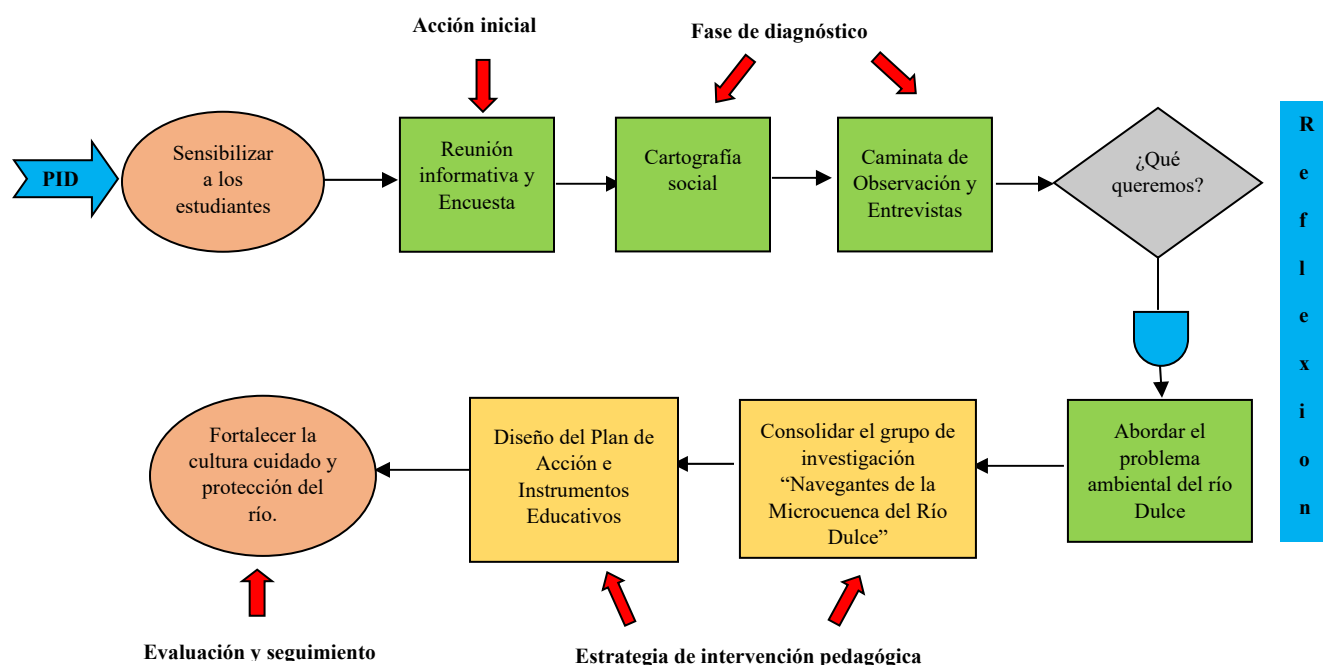 Acción inicial
Fase de diagnóstico
PID
Sensibilizar
a los
estudiantes
Reunión
informativa y
Encuesta
Cartografía
social
Caminata de
Observación y
Entrevistas
¿Qué
queremos?
R
e
f
l
e
x
i
o
n
Abordar el
problema
ambiental del río
Dulce
Consolidar el grupo de
investigación
“Navegantes de la
Microcuenca del Río
Dulce”
Diseño del Plan de
Acción e
Instrumentos
Educativos
Fortalecer la
cultura cuidado y
protección del
río.
Evaluación y seguimiento
Estrategia de intervención pedagógica